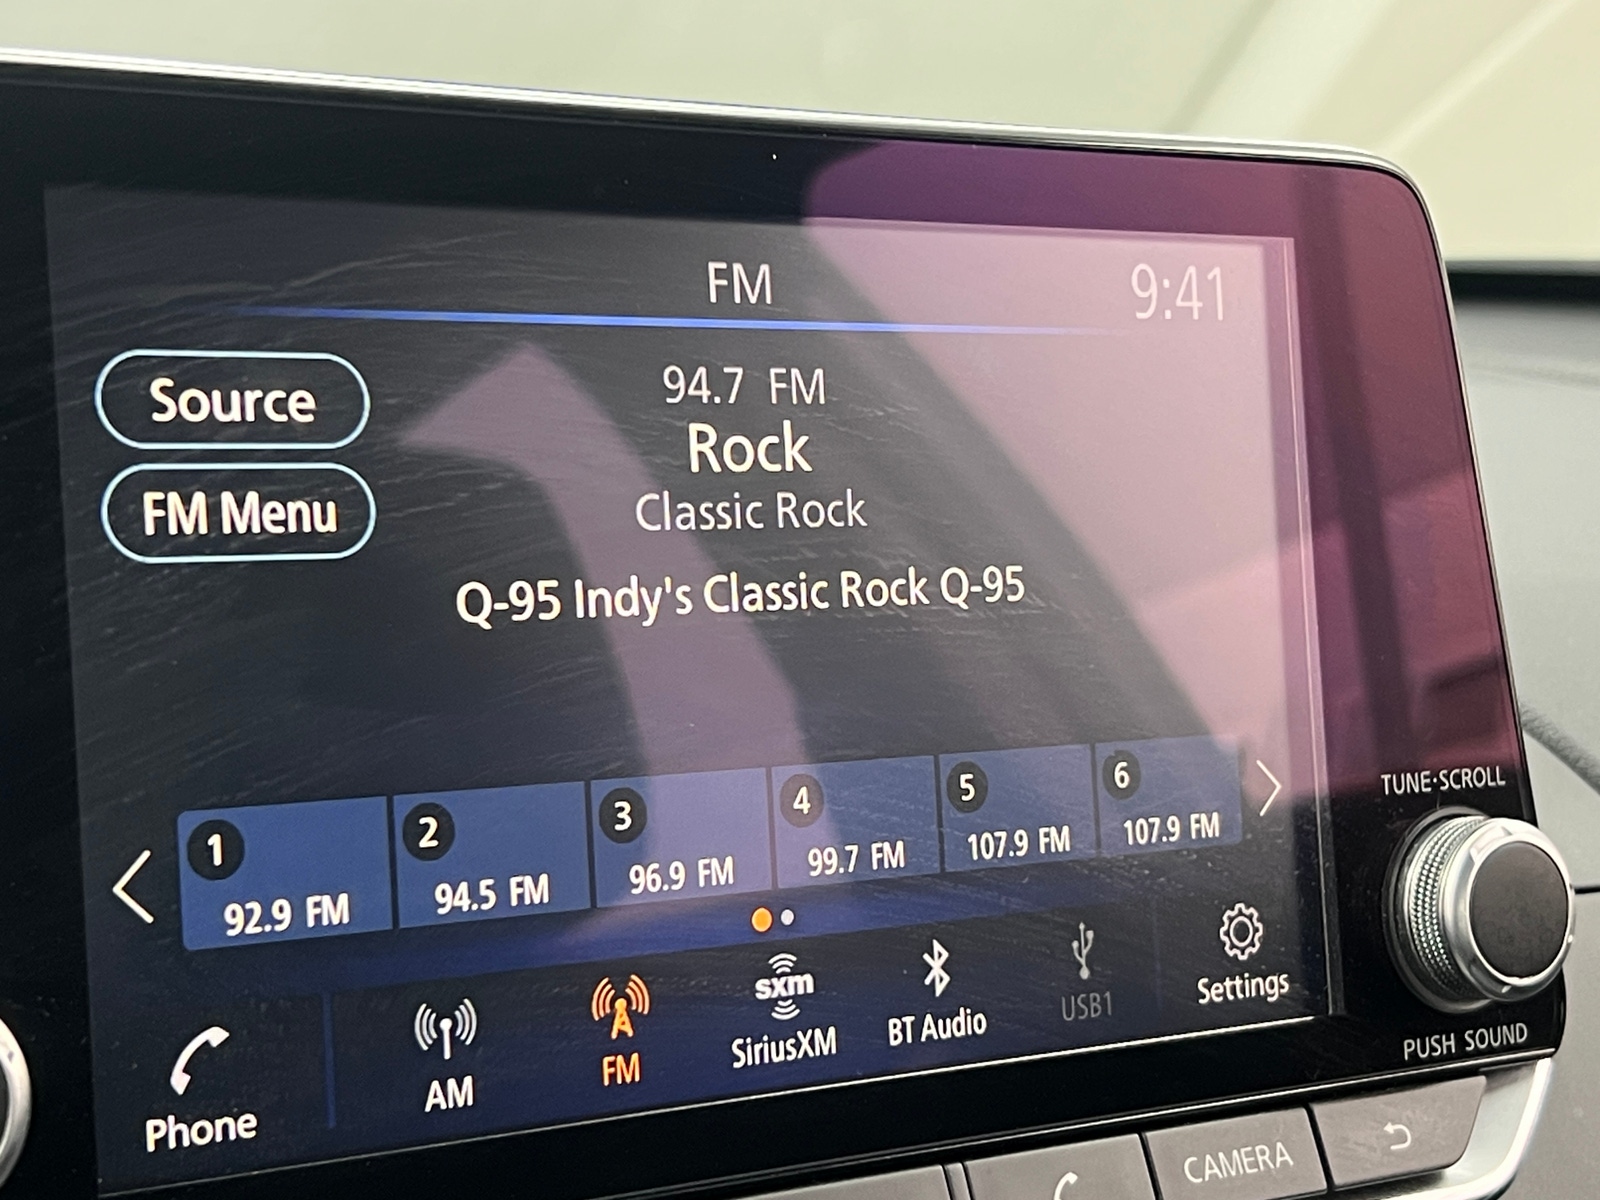 FM
9:41
Source
FM Menu
94.7 FM
Rock
Classic Rock
Q-95 Indy's Classic Rock Q-95
1
92.9 FM
2
94.5 FM
3
96.9 FM
4
99.7 FM
5
107.9 FM
6
107.9 FM
TUNE·SCROLL
Phone
AM
FM
sxm
SiriusXM
BT Audio
USB1
Settings
PUSH SOUND
CAMERA